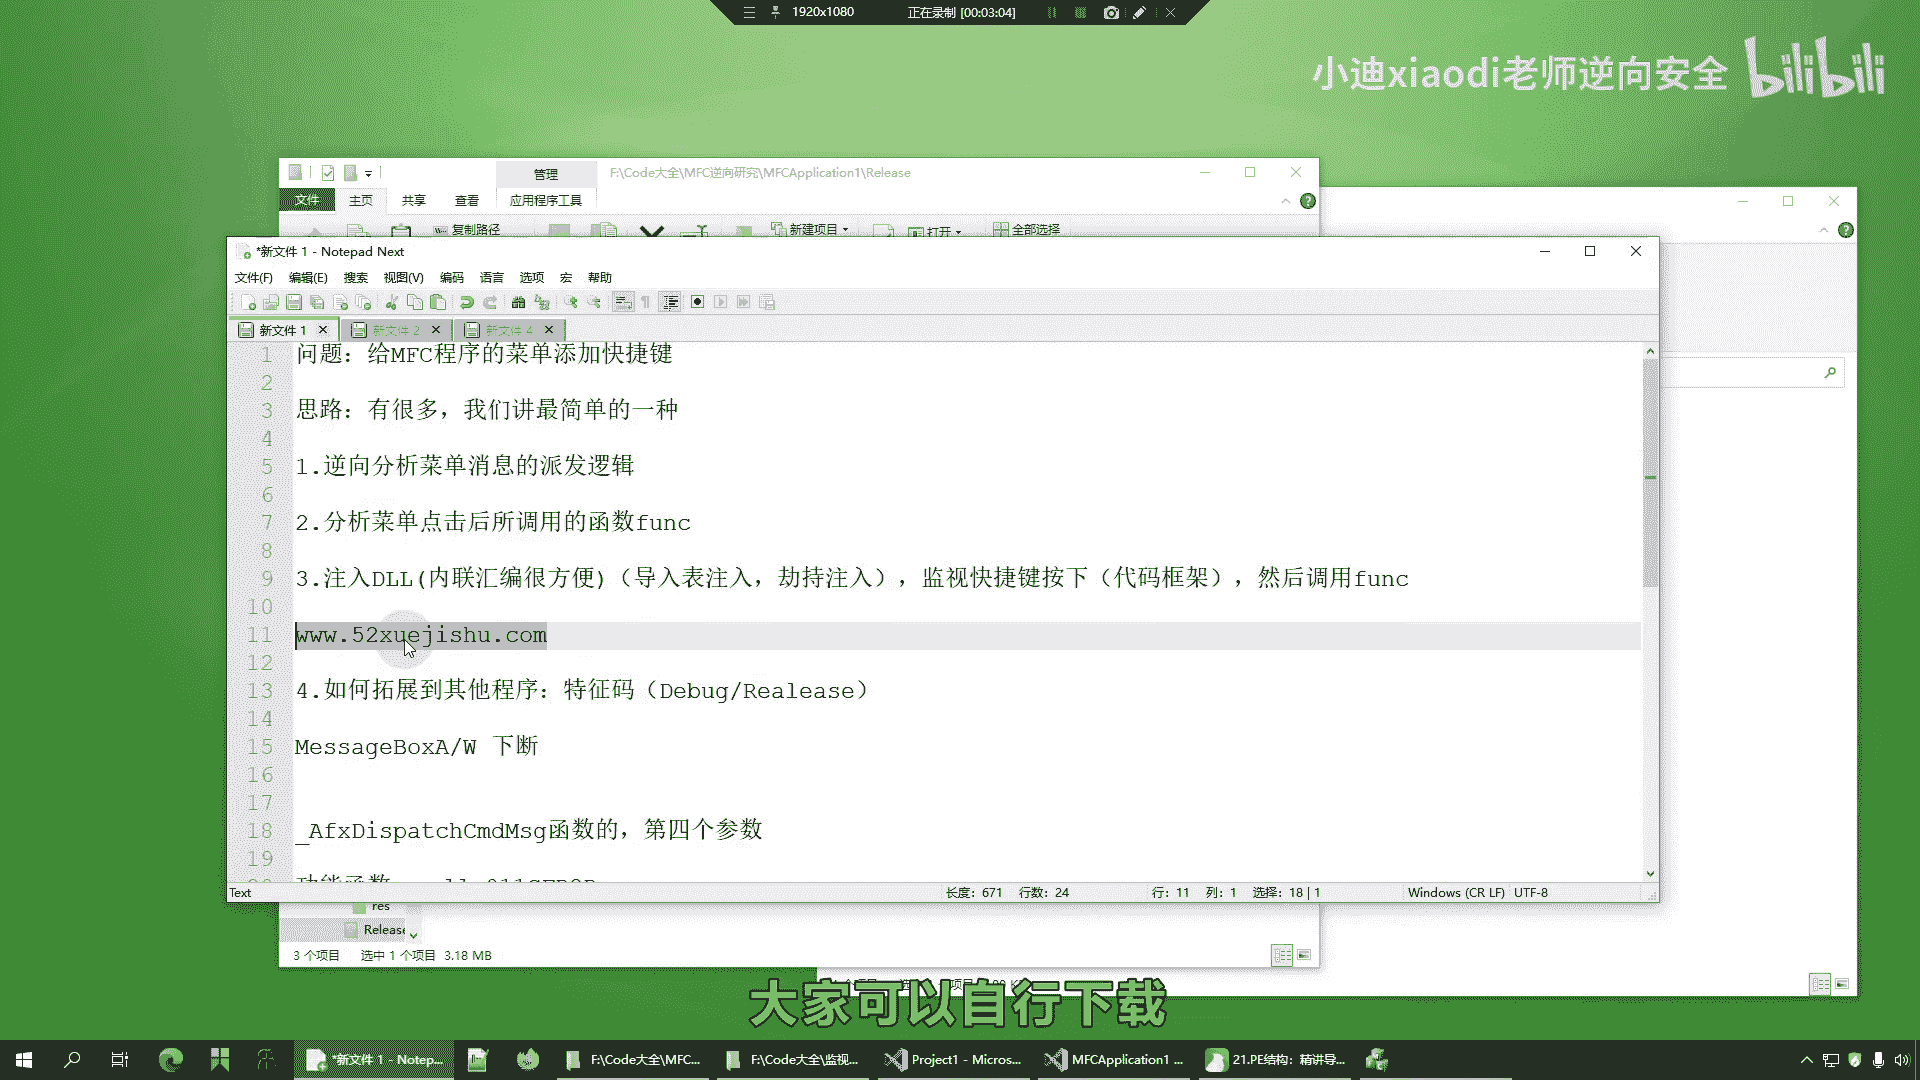 1920x1080 正在录制 [00:03:04]
小迪xiaodi老师逆向安全 bilibili
管理 F:\Code大全\MFC逆向研究\MFCApplication1\Release
文件 主页 共享 查看 应用程序工具
复制路径 新建项目 打开 全部选择
*新文件 1 - Notepad Next
文件(F) 编辑(E) 搜索 视图(V) 编码 语言 选项 宏 帮助
新文件 1 新文件 2 新文件 4
1 问题：给MFC程序的菜单添加快捷键
2
3 思路：有很多，我们讲最简单的一种
4
5 1.逆向分析菜单消息的派发逻辑
6
7 2.分析菜单点击后所调用的函数func
8
9 3.注入DLL(内联汇编很方便)（导入表注入，劫持注入），监视快捷键按下（代码框架），然后调用func
10
11 www.52xuejishu.com
12
13 4.如何拓展到其他程序：特征码（Debug/Realease）
14
15 MessageBoxA/W 下断
16
17
18 _AfxDispatchCmdMsg函数的，第四个参数
19
Text 长度: 671 行数: 24 行: 11 列: 1 选择: 18 | 1 Windows (CR LF) UTF-8
res
Release
3 个项目 选中 1 个项目 3.18 MB
大家可以自行下载
*新文件 1 - Notep... F:\Code大全\MFC... F:\Code大全\监视... Project1 - Micros... MFCApplication1 ... 21.PE结构：精讲导...